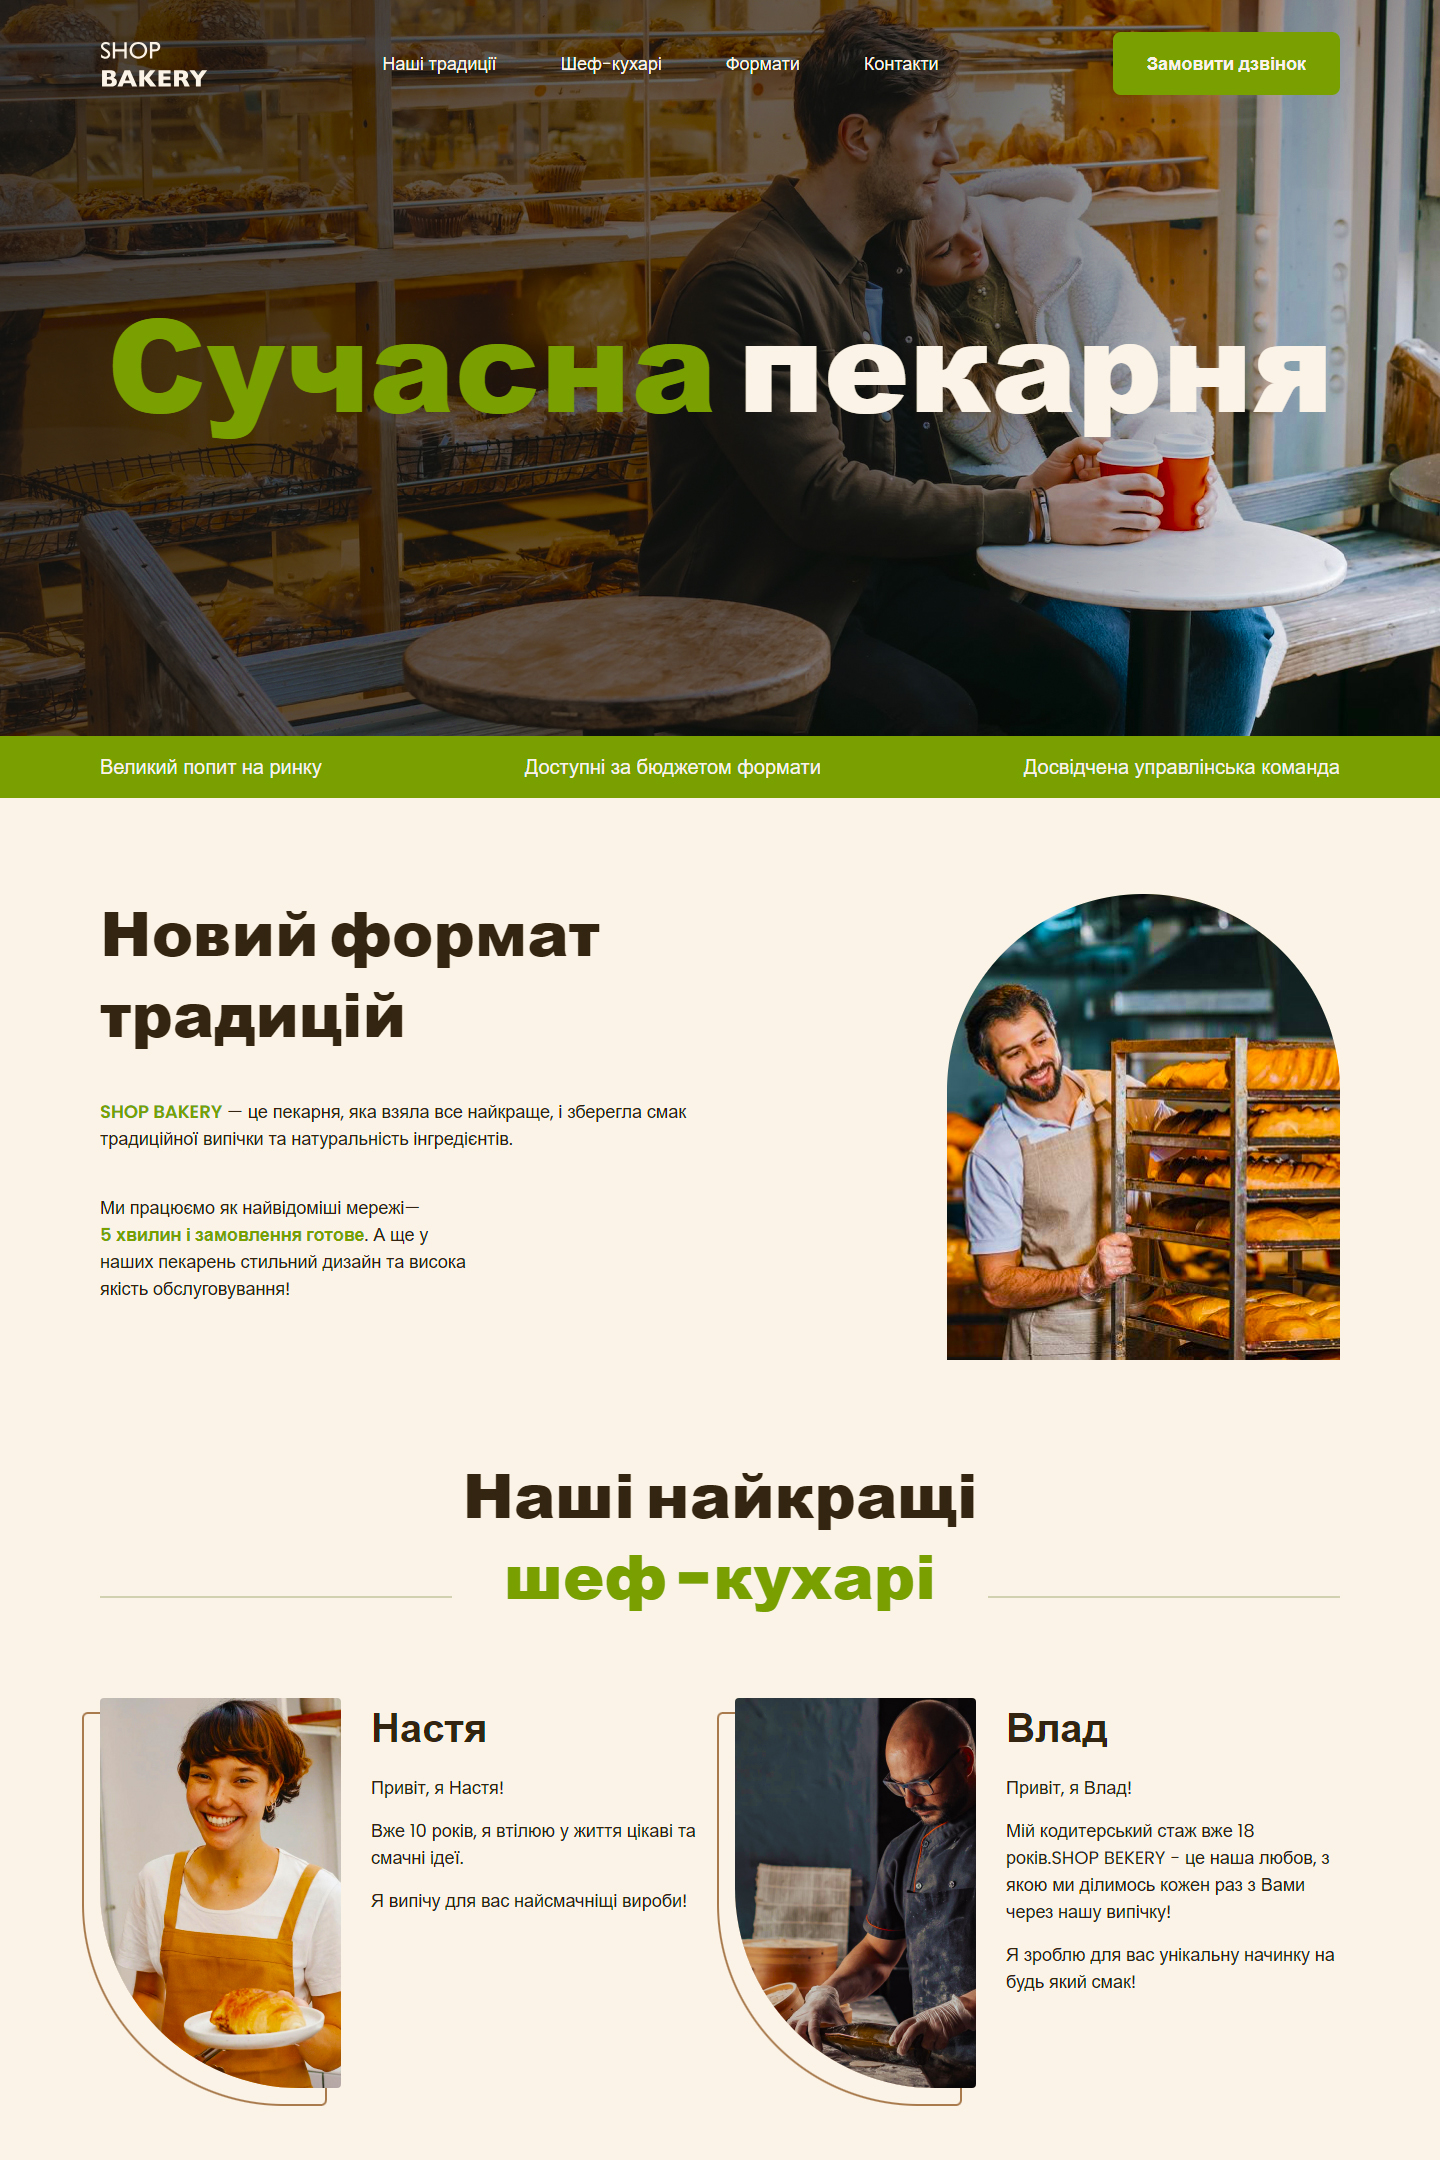 SHOP
BAKERY
Наші традиції
Шеф-кухарі
Формати
Контакти
Замовити дзвінок
Сучасна пекарня
Великий попит на ринку
Доступні за бюджетом формати
Досвідчена управлінська команда
Новий формат
традицій
SHOP BAKERY — це пекарня, яка взяла все найкраще, і зберегла смак
традиційної випічки та натуральність інгредієнтів.
Ми працюємо як найвідоміші мережі—
5 хвилин і замовлення готове. А ще у
наших пекарень стильний дизайн та висока
якість обслуговування!
Наші найкращі
шеф -кухарі
Настя
Привіт, я Настя!
Вже 10 років, я втілюю у життя цікаві та
смачні ідеї.
Я випічу для вас найсмачніщі вироби!
Влад
Привіт, я Влад!
Мій кодитерський стаж вже 18
років.SHOP BEKERY - це наша любов, з
якою ми ділимось кожен раз з Вами
через нашу випічку!
Я зроблю для вас унікальну начинку на
будь який смак!